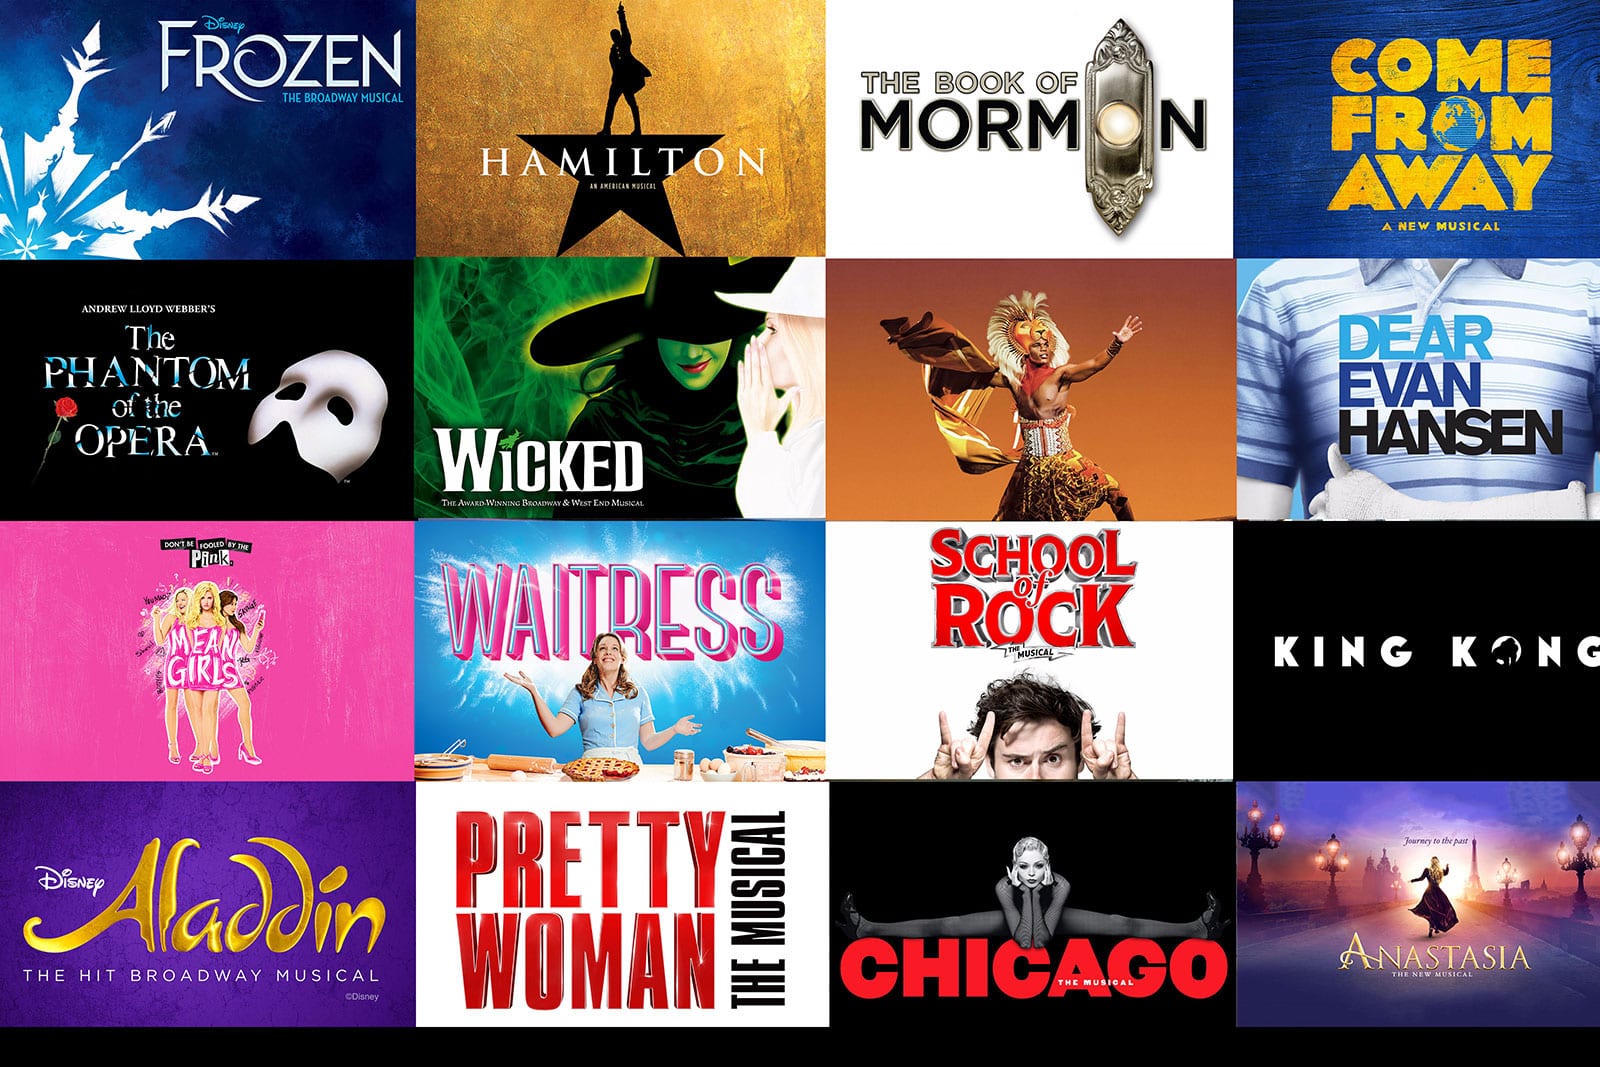 Disney
FROZEN
THE BROADWAY MUSICAL
HAMILTON
AN AMERICAN MUSICAL
THE BOOK OF
MORMON
COME
FROM
AWAY
A NEW MUSICAL
ANDREW LLOYD WEBBER'S
The
PHANTOM
of the
OPERA™
™
WICKED
THE AWARD-WINNING BROADWAY & WEST END MUSICAL
DEAR
EVAN
HANSEN
DON'T BE FOOLED BY THE
Pink.
MEAN
GIRLS
WAITRESS
SCHOOL
of
ROCK
THE MUSICAL
KING KONG
Disney
Aladdin
THE HIT BROADWAY MUSICAL
©Disney
PRETTY
WOMAN
THE MUSICAL
CHICAGO
THE MUSICAL
Journey to the past
ANASTASIA
THE NEW MUSICAL